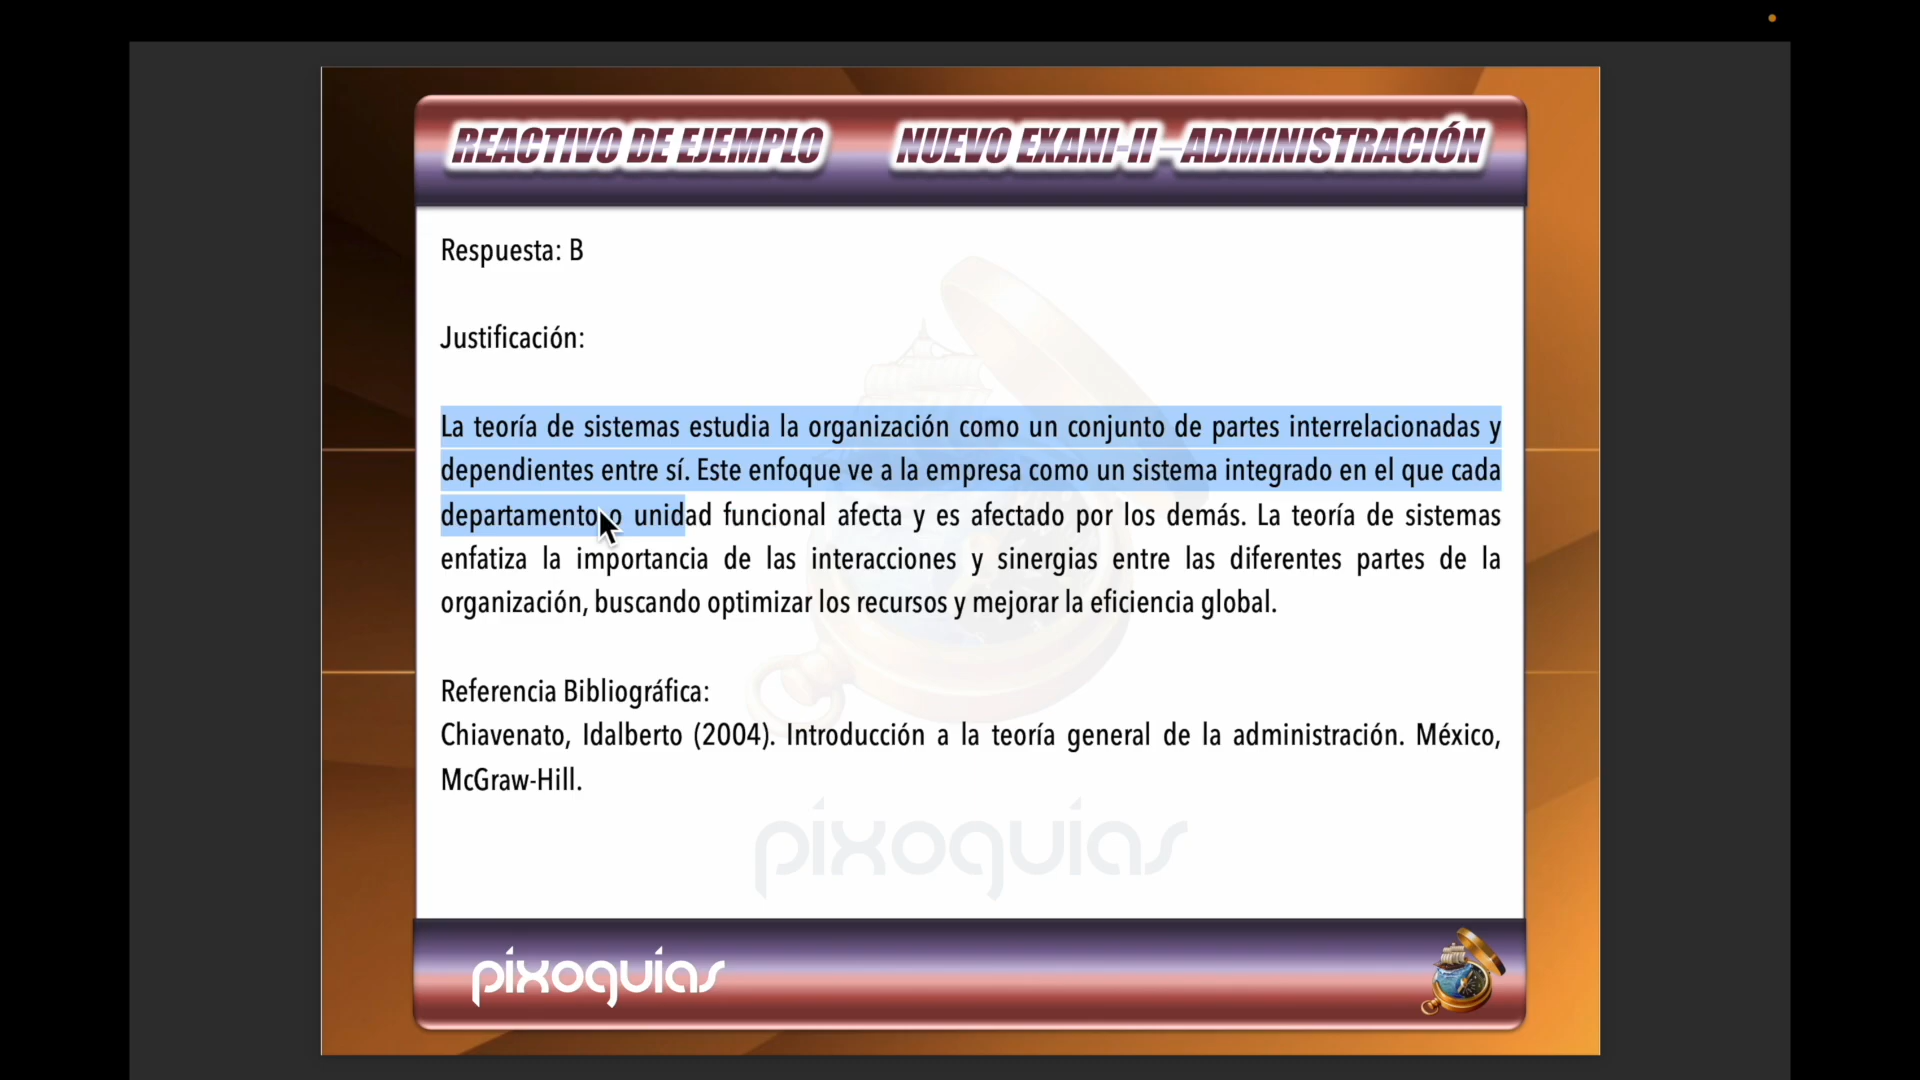 REACTIVO DE EJEMPLO NUEVO EXANI-II – ADMINISTRACIÓN
Respuesta: B
Justificación:
La teoría de sistemas estudia la organización como un conjunto de partes interrelacionadas y
dependientes entre sí. Este enfoque ve a la empresa como un sistema integrado en el que cada
departamento o unidad funcional afecta y es afectado por los demás. La teoría de sistemas
enfatiza la importancia de las interacciones y sinergias entre las diferentes partes de la
organización, buscando optimizar los recursos y mejorar la eficiencia global.
Referencia Bibliográfica:
Chiavenato, Idalberto (2004). Introducción a la teoría general de la administración. México,
McGraw-Hill.
pixoguias
pixoguias